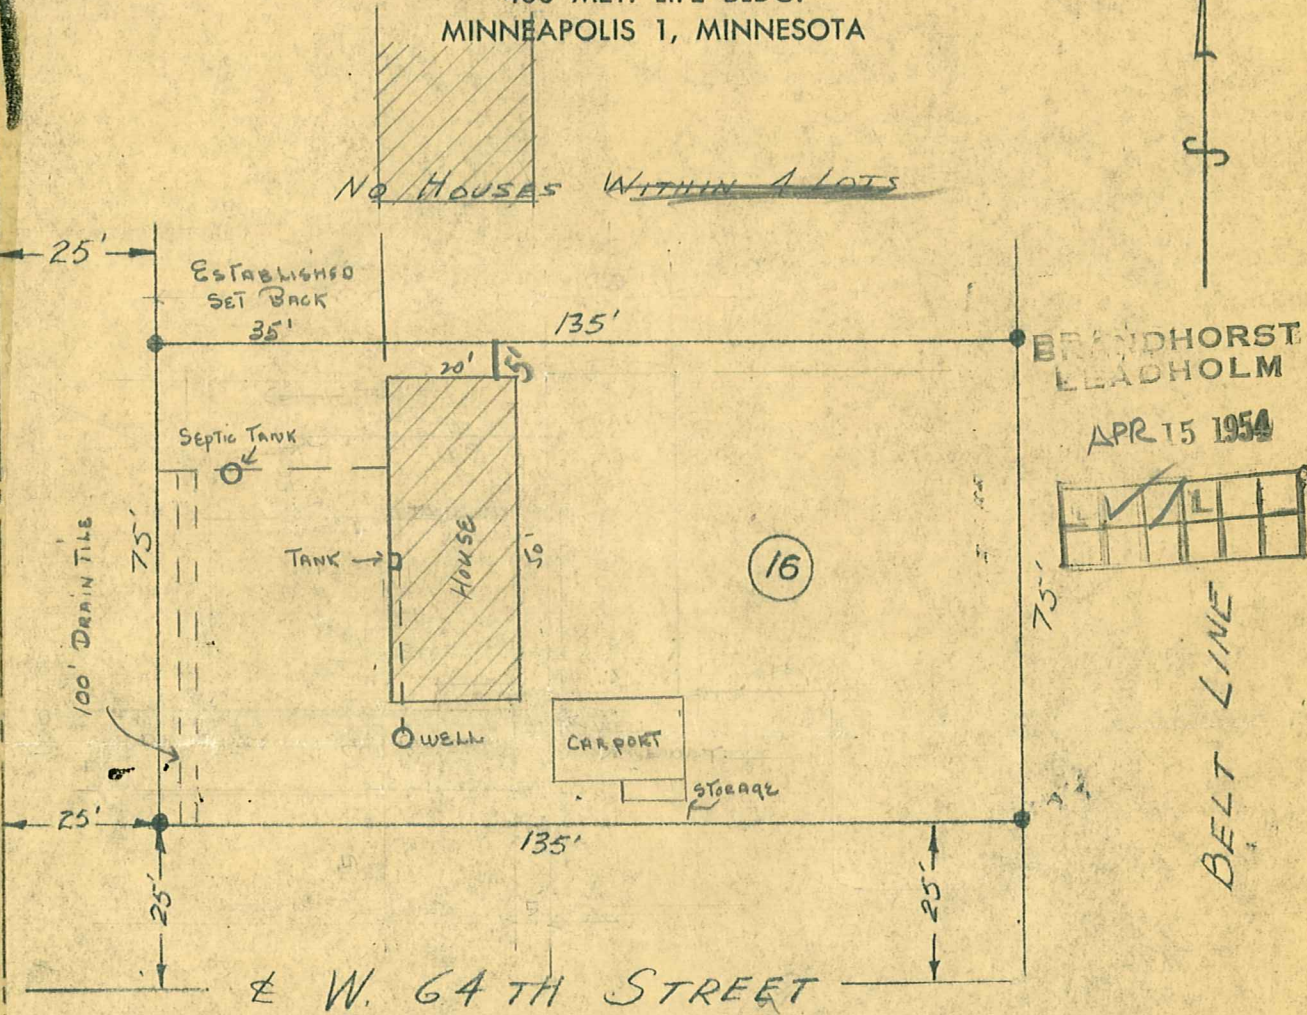 MINNEAPOLIS 1, MINNESOTA
NO HOUSES WITHIN 4 LOTS
25'
ESTABLISHED
SET BACK
35'
135'
20'
5'
BRANDHORST
LEADHOLM
APR 15 1954
SEPTIC TANK
75'
100' DRAIN TILE
TANK
HOUSE
50'
16
75'
BELT LINE
WELL
CARPORT
STORAGE
25'
135'
25'
25'
℄ W. 64TH STREET